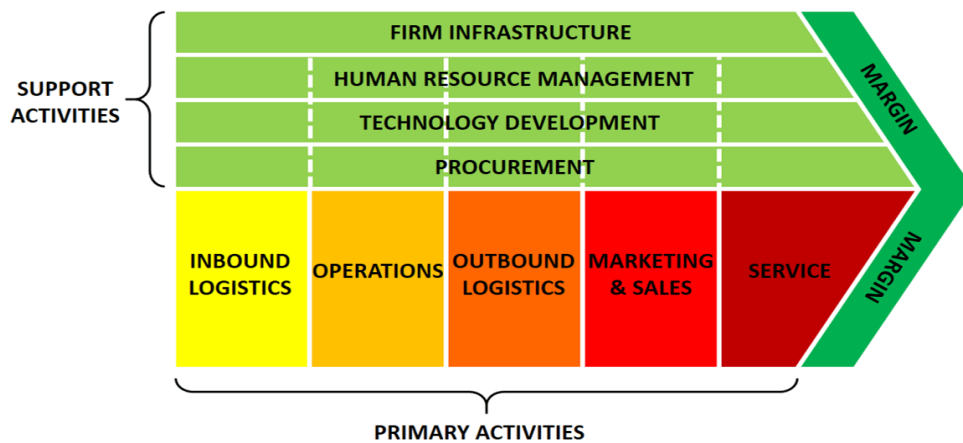 FIRM INFRASTRUCTURE
HUMAN RESOURCE MANAGEMENT
TECHNOLOGY DEVELOPMENT
PROCUREMENT
SUPPORT
ACTIVITIES
MARGIN
INBOUND
LOGISTICS
OPERATIONS
OUTBOUND
LOGISTICS
MARKETING
& SALES
SERVICE
MARGIN
PRIMARY ACTIVITIES